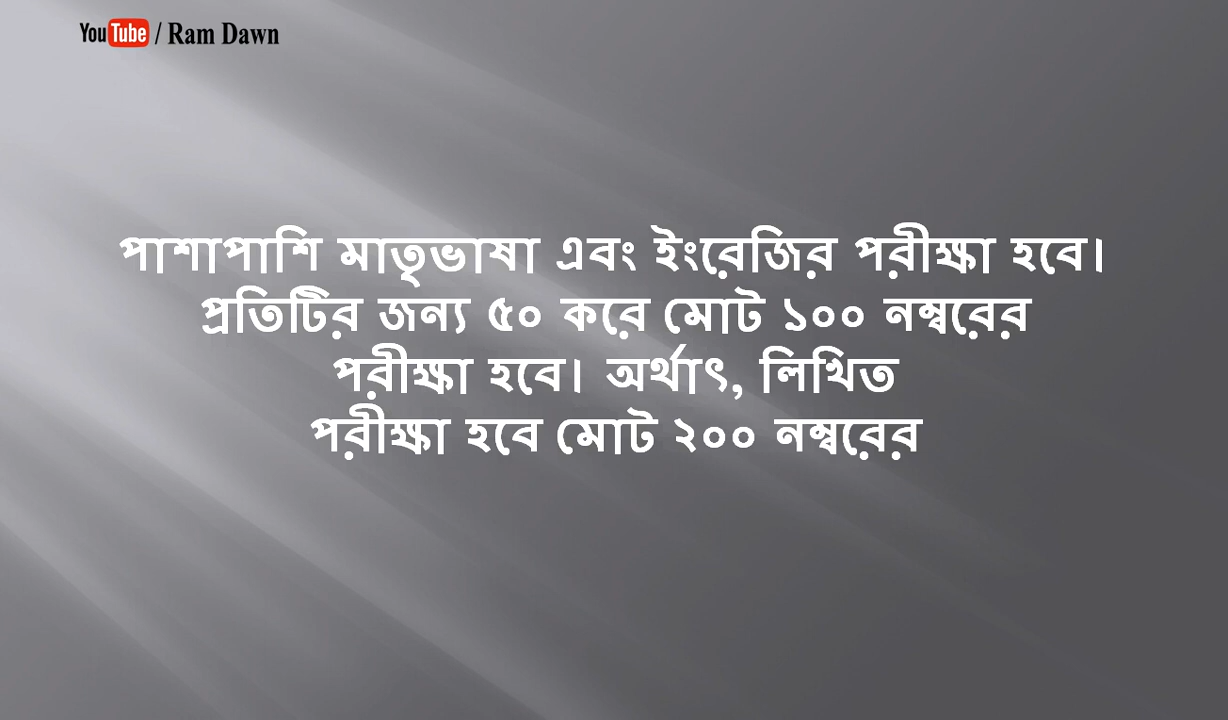 YouTube / Ram Dawn
পাশাপাশি মাতৃভাষা এবং ইংরেজির পরীক্ষা হবে।
প্রতিটির জন্য ৫০ করে মোট ১০০ নম্বরের
পরীক্ষা হবে। অর্থাৎ, লিখিত
পরীক্ষা হবে মোট ২০০ নম্বরের